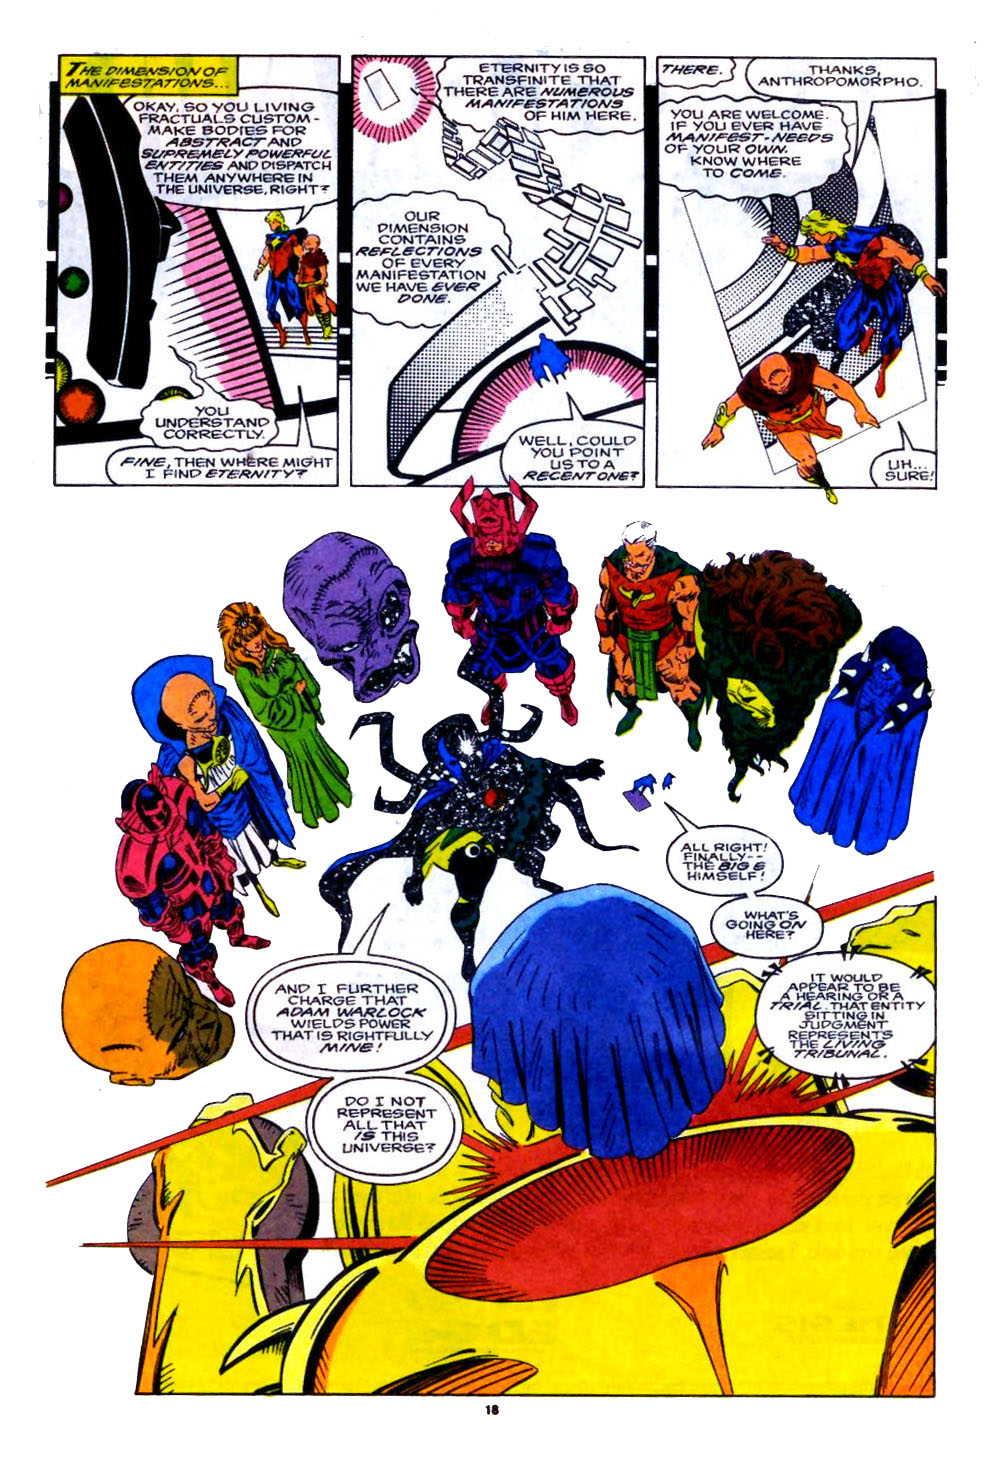 THE DIMENSION OF
MANIFESTATIONS...
OKAY, SO YOU LIVING
FRACTUALS CUSTOM-
MAKE BODIES FOR
ABSTRACT AND
SUPREMELY POWERFUL
ENTITIES AND DISPATCH
THEM ANYWHERE IN
THE UNIVERSE, RIGHT?
YOU
UNDERSTAND
CORRECTLY.
FINE, THEN WHERE MIGHT
I FIND ETERNITY?
ETERNITY IS SO
TRANSFINITE THAT
THERE ARE NUMEROUS
MANIFESTATIONS
OF HIM HERE.
OUR
DIMENSION
CONTAINS
REFLECTIONS
OF EVERY
MANIFESTATION
WE HAVE EVER
DONE.
WELL, COULD
YOU POINT
US TO A
RECENT ONE?
THERE.
THANKS,
ANTHROPOMORPHO.
YOU ARE WELCOME.
IF YOU EVER HAVE
MANIFEST-NEEDS
OF YOUR OWN.
KNOW WHERE
TO COME.
UH...
SURE!
ALL RIGHT!
FINALLY--
THE BIG E
HIMSELF!
WHAT'S
GOING ON
HERE?
IT WOULD
APPEAR TO BE
A HEARING OR A
TRIAL. THAT ENTITY
SITTING IN
JUDGMENT
REPRESENTS
THE LIVING
TRIBUNAL.
AND I FURTHER
CHARGE THAT
ADAM WARLOCK
WIELDS POWER
THAT IS RIGHTFULLY
MINE!
DO I NOT
REPRESENT
ALL THAT
IS THIS
UNIVERSE?
18